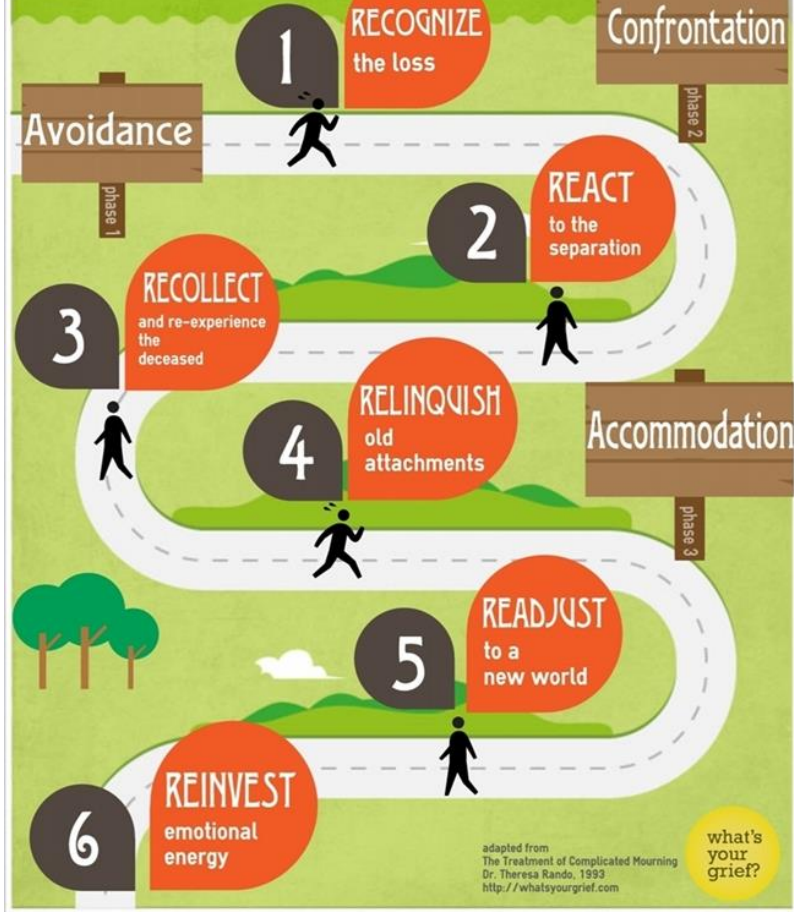 1
RECOGNIZE
the loss
Confrontation
phase 2
Avoidance
phase 1
2
REACT
to the
separation
3
RECOLLECT
and re-experience
the
deceased
4
RELINQUISH
old
attachments
Accommodation
phase 3
5
READJUST
to a
new world
6
REINVEST
emotional
energy
adapted from
The Treatment of Complicated Mourning
Dr. Theresa Rando, 1993
http://whatsyourgrief.com
what's
your
grief?